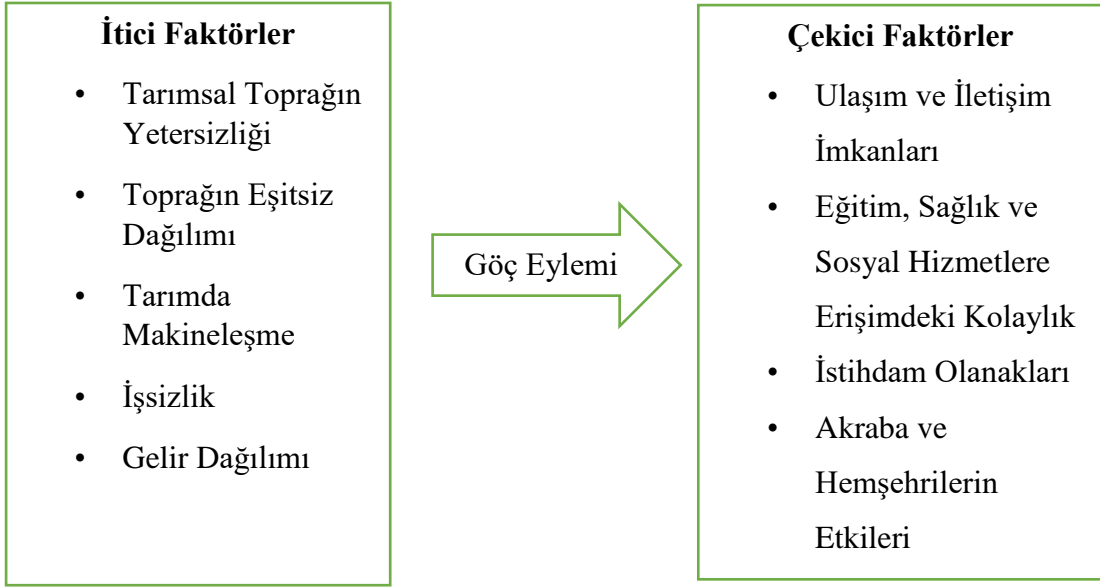 İtici Faktörler
• Tarımsal Toprağın
Yetersizliği
• Toprağın Eşitsiz
Dağılımı
• Tarımda
Makineleşme
• İşsizlik
• Gelir Dağılımı
Göç Eylemi
Çekici Faktörler
• Ulaşım ve İletişim
İmkanları
• Eğitim, Sağlık ve
Sosyal Hizmetlere
Erişimdeki Kolaylık
• İstihdam Olanakları
• Akraba ve
Hemşehrilerin
Etkileri